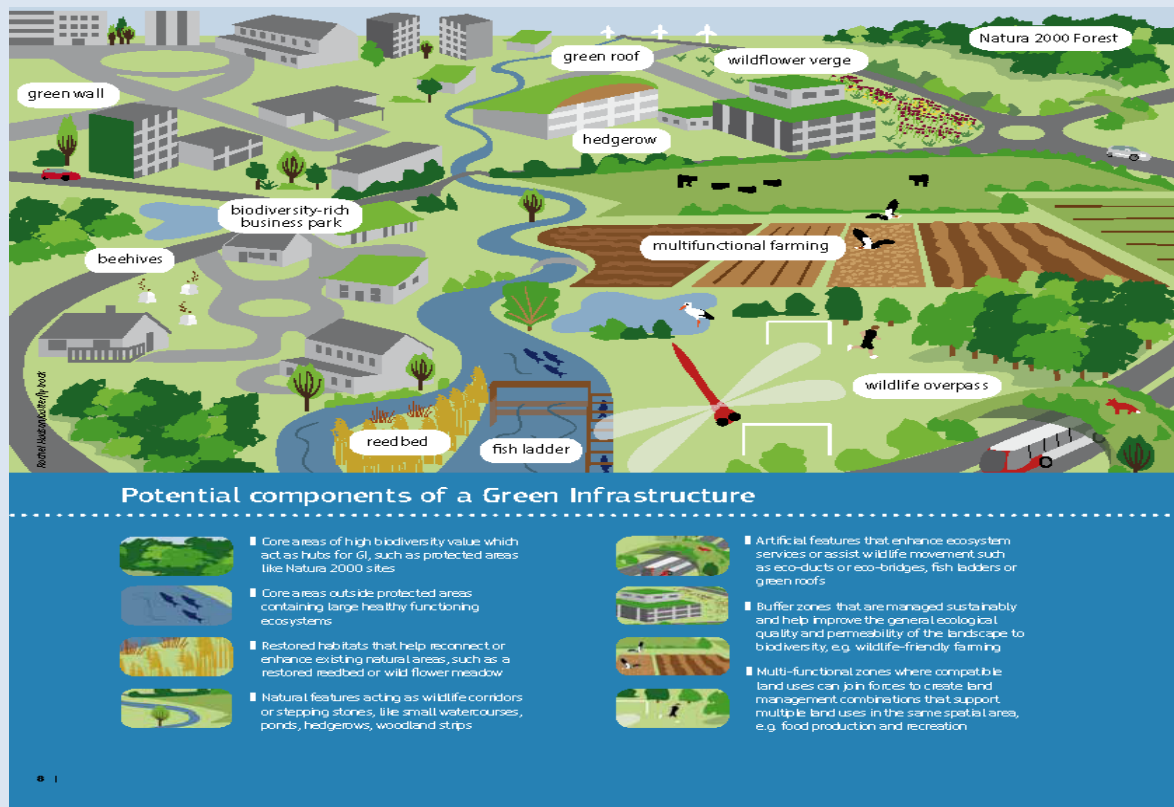 Natura 2000 Forest
green roof
wildflower verge
green wall
hedgerow
biodiversity-rich
business park
multifunctional farming
beehives
wildlife overpass
reed bed
fish ladder
Potential components of a Green Infrastructure
Core areas of high biodiversity value which
act as hubs for GI, such as protected areas
like Natura 2000 sites
Core areas outside protected areas
containing large healthy functioning
ecosystems
Restored habitats that help reconnect or
enhance existing natural areas, such as a
restored reedbed or wild flower meadow
Natural features acting as wildlife corridors
or stepping stones, like small watercourses,
ponds, hedgerows, woodland strips
Artificial features that enhance ecosystem
services or assist wildlife movement such
as eco-ducts or eco-bridges, fish ladders or
green roofs
Buffer zones that are managed sustainably
and help improve the general ecological
quality and permeability of the landscape to
biodiversity, e.g. wildlife-friendly farming
Multi-functional zones where compatible
land uses can join forces to create land
management combinations that support
multiple land uses in the same spatial area,
e.g. food production and recreation
8 |